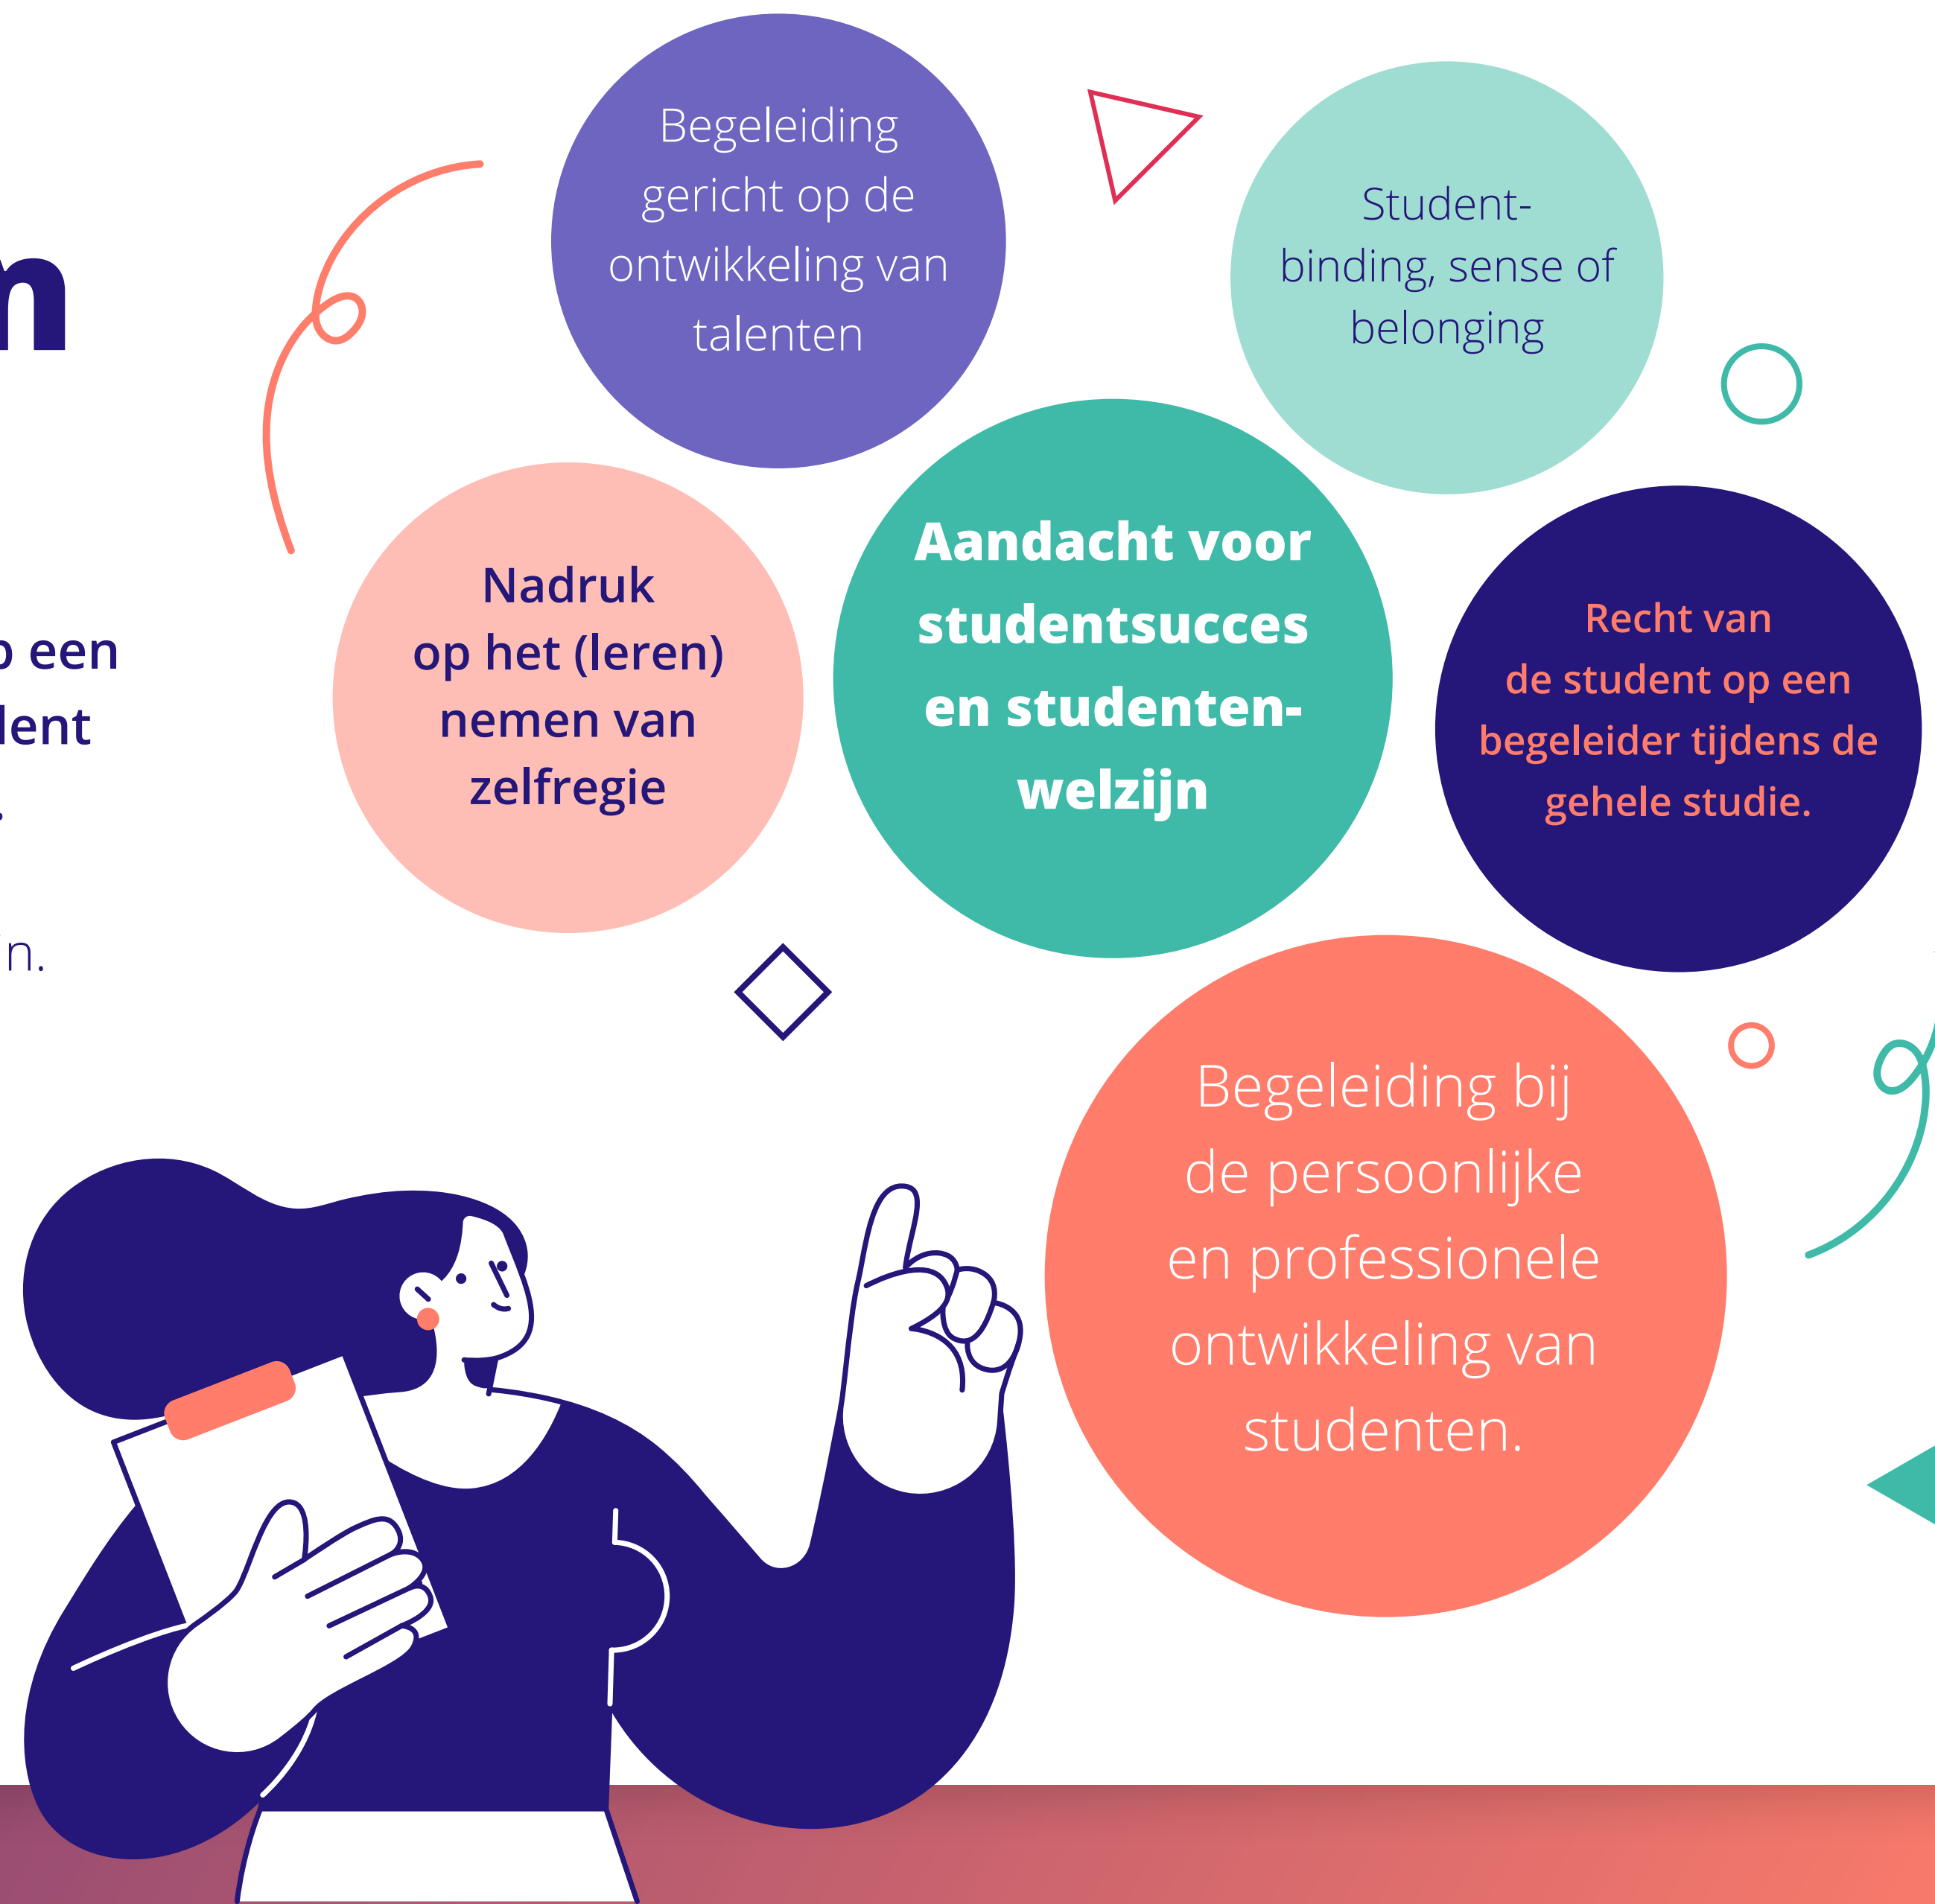 n
een
lent
n.
Begeleiding
gericht op de
ontwikkeling van
talenten
Student-
binding, sense of
belonging
Nadruk
op het (leren)
nemen van
zelfregie
Aandacht voor
studentsucces
en studenten-
welzijn
Recht van
de student op een
begeleider tijdens de
gehele studie.
Begeleiding bij
de persoonlijke
en professionele
ontwikkeling van
studenten.